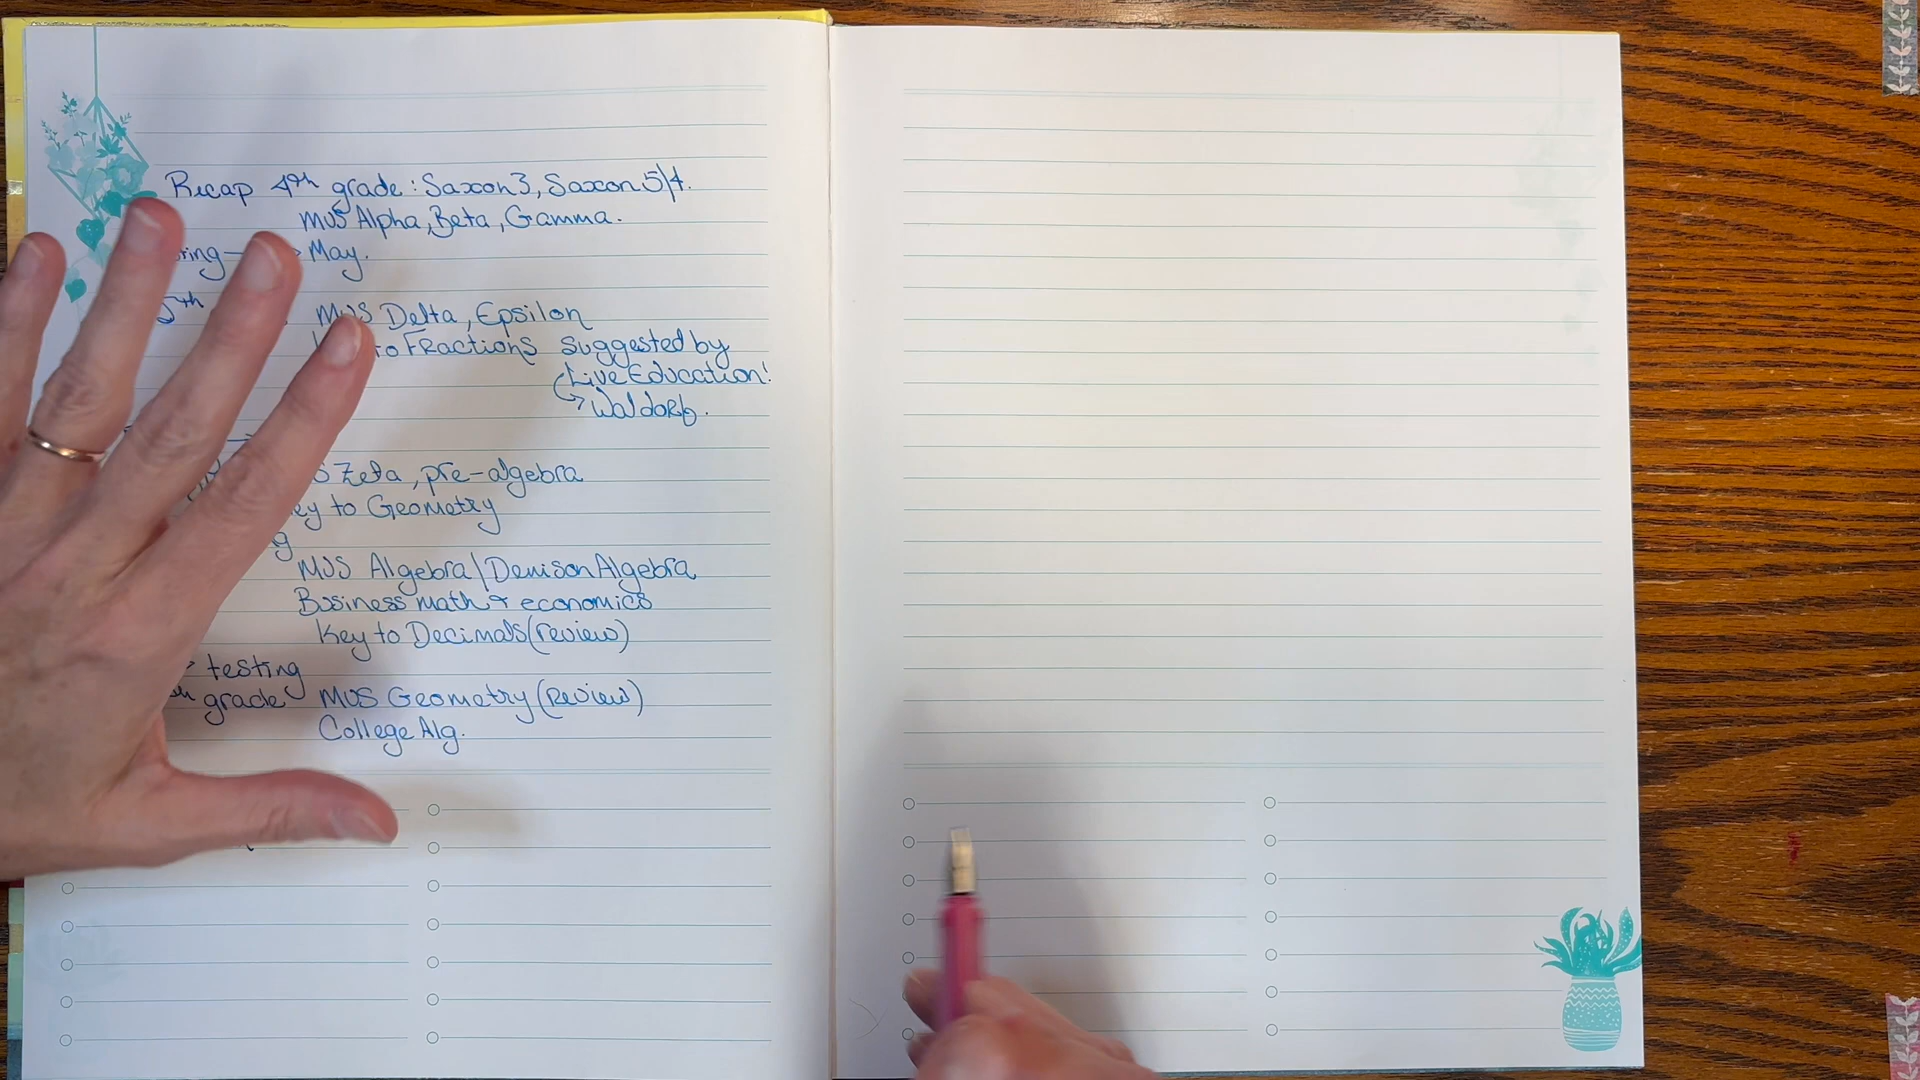 Recap 4th grade: Saxon 3, Saxon 5/4.
MUS Alpha, Beta, Gamma.
May.
5th MUS Delta, Epsilon
to Fractions suggested by
Live Education!
Waldorf.
Zeta, pre-algebra
to Geometry
MUS Algebra/Denison Algebra
Business math & economics
Key to Decimals (review)
testing
grade MUS Geometry (Review)
College Alg.